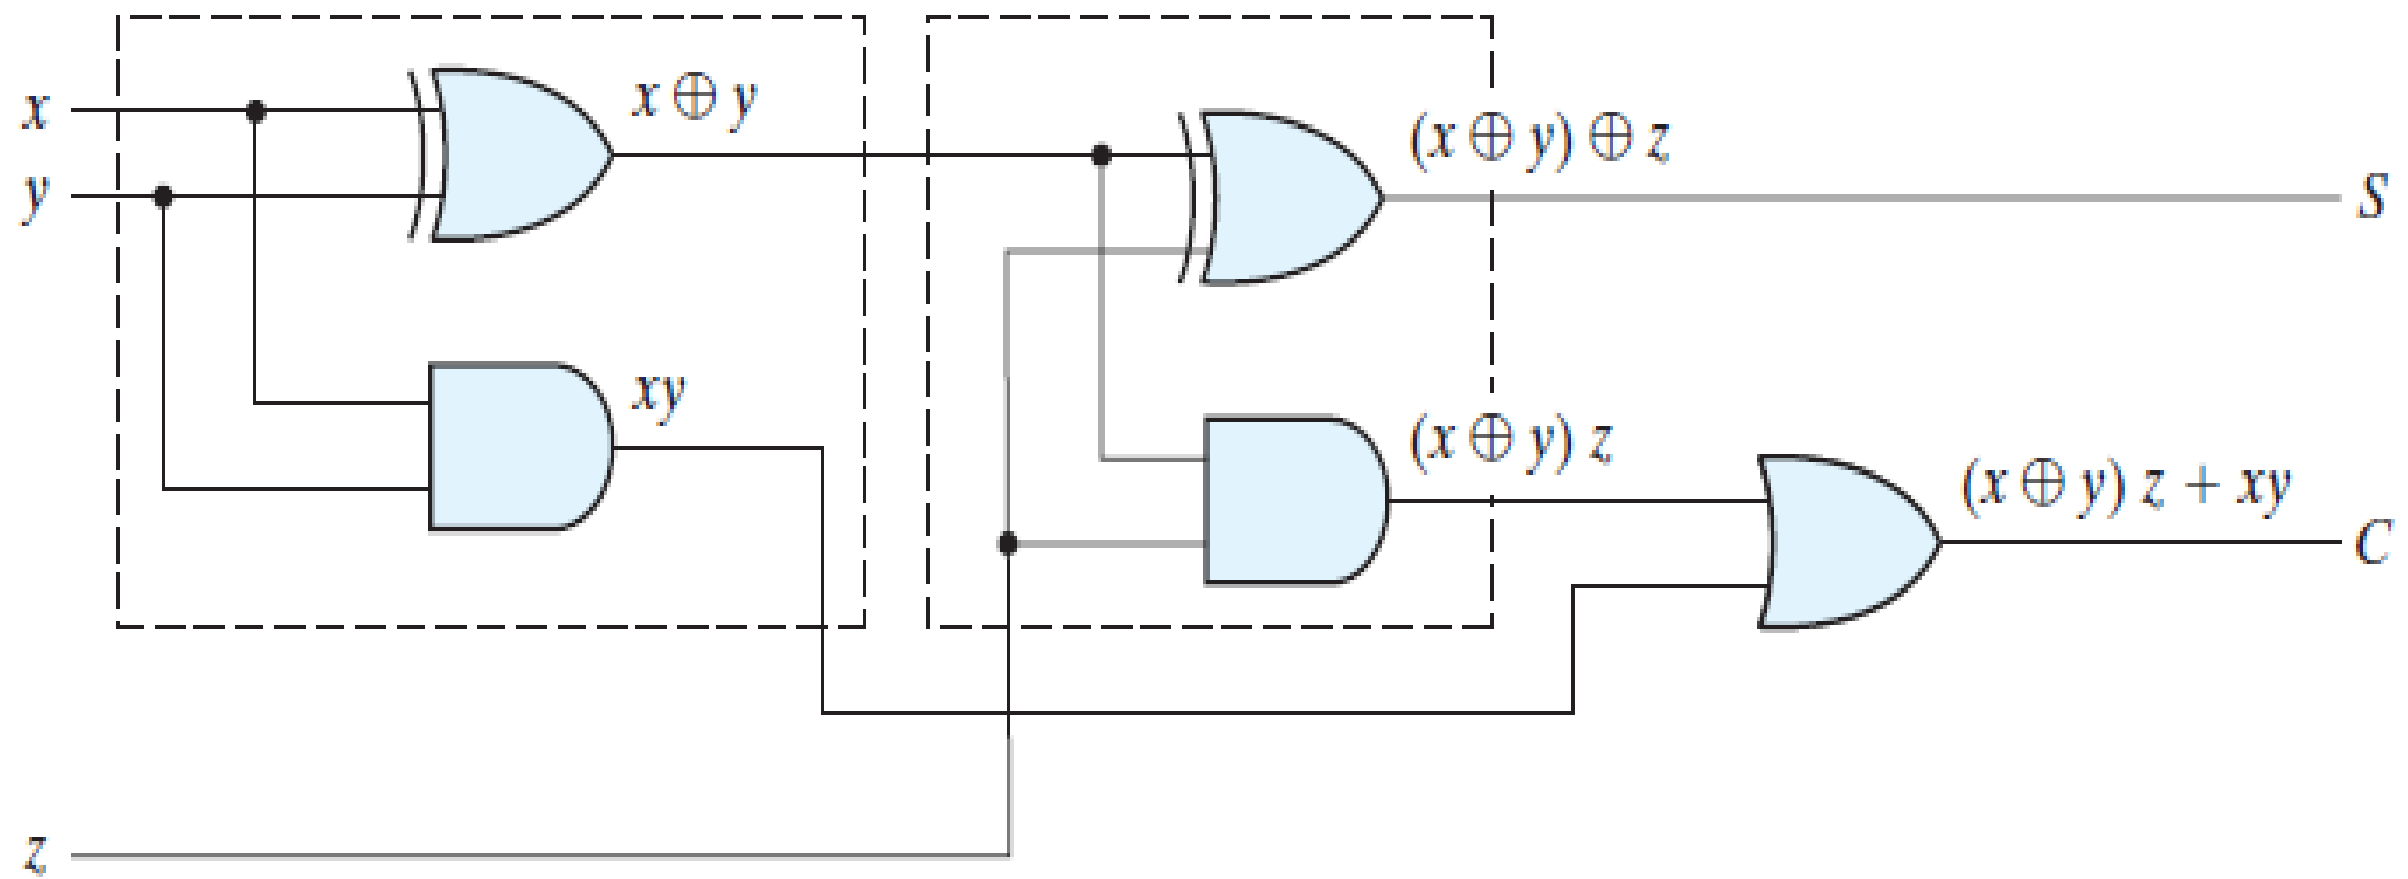 x
x ⊕ y
(x ⊕ y) ⊕ z
y
S
xy
(x ⊕ y) z
(x ⊕ y) z + xy
C
z